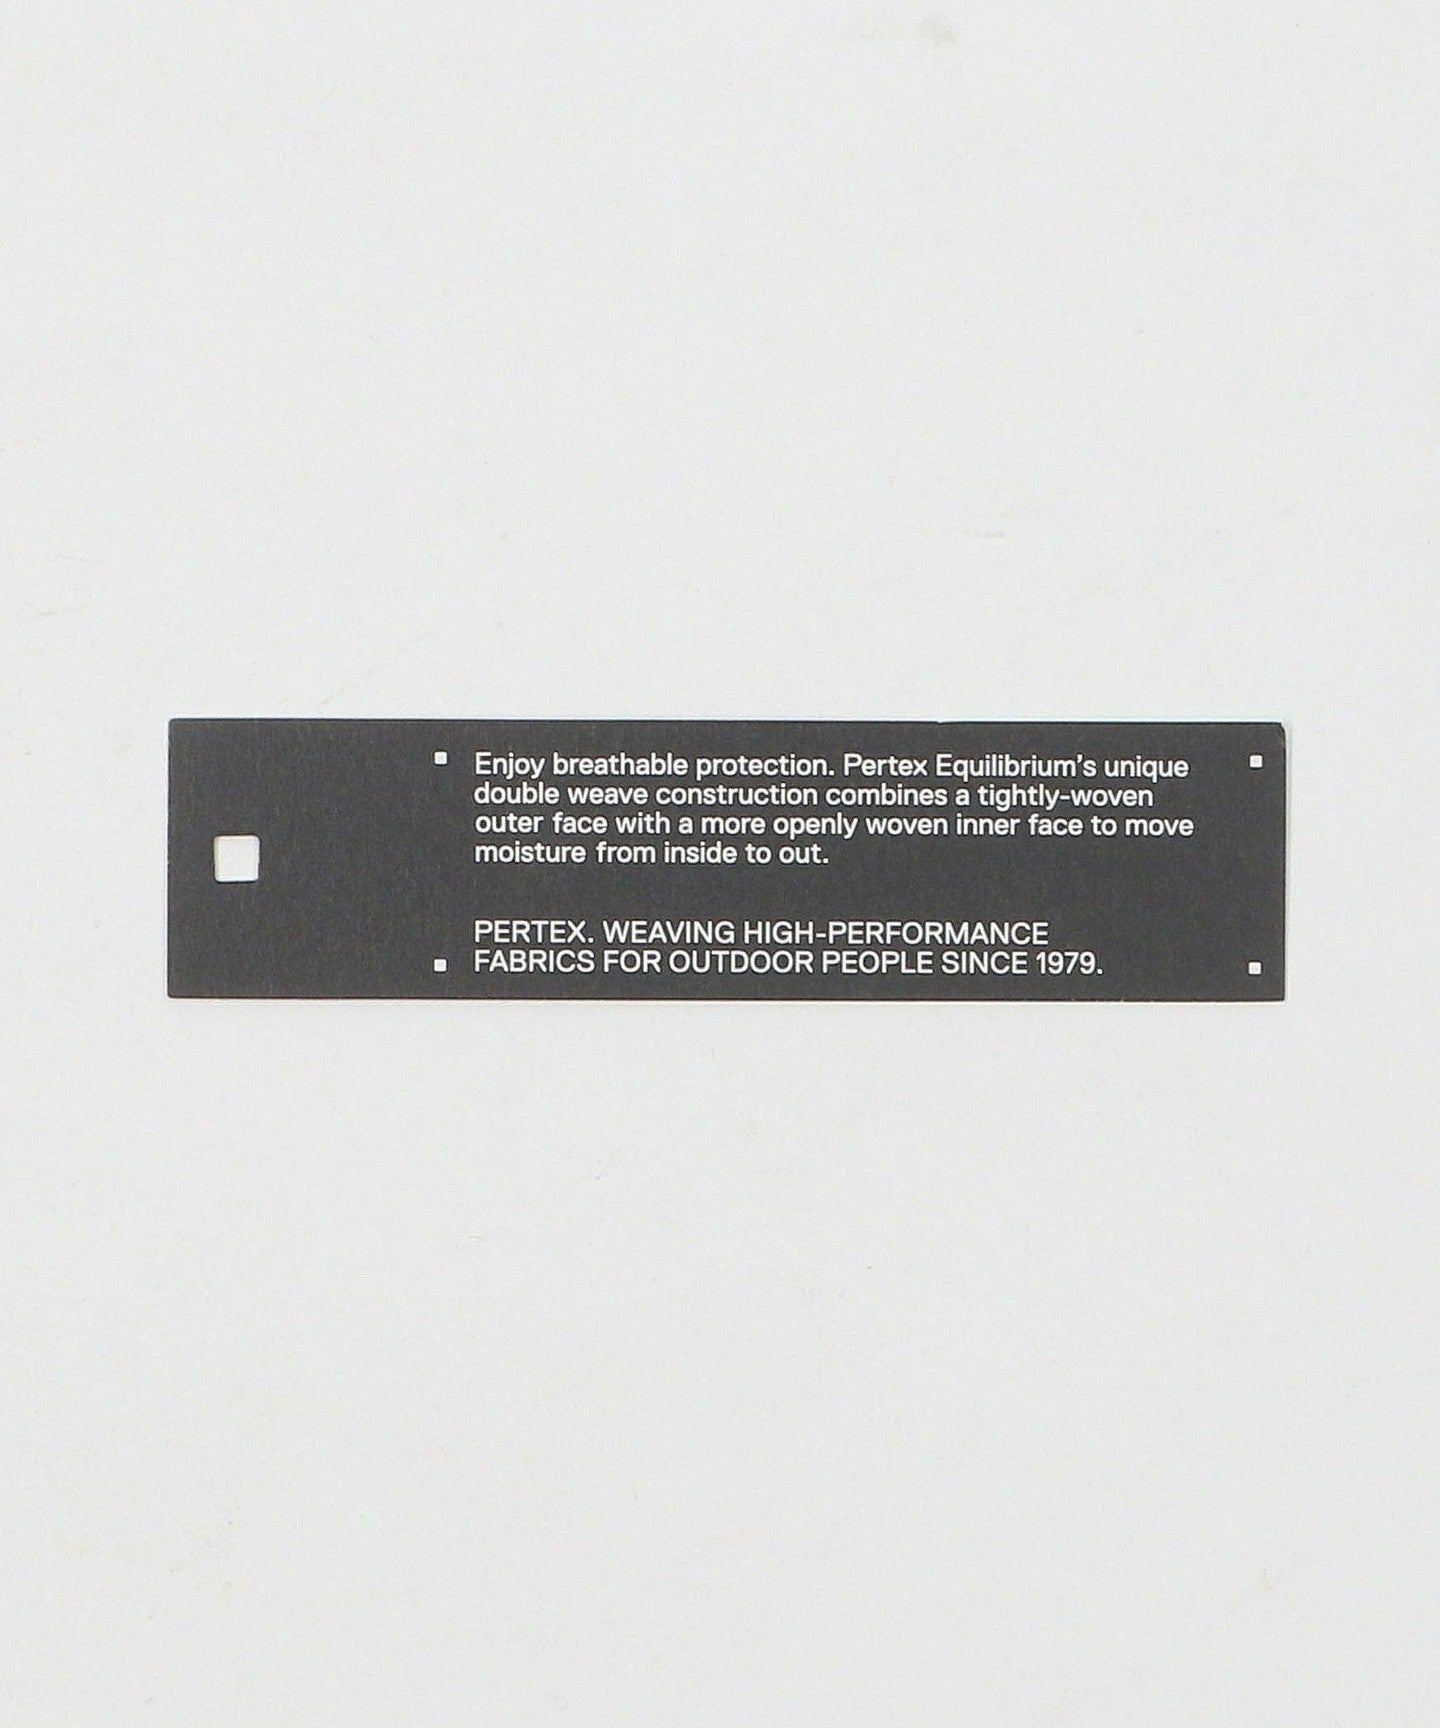 Enjoy breathable protection. Pertex Equilibrium’s unique
double weave construction combines a tightly-woven
outer face with a more openly woven inner face to move
moisture from inside to out.
PERTEX. WEAVING HIGH-PERFORMANCE
FABRICS FOR OUTDOOR PEOPLE SINCE 1979.